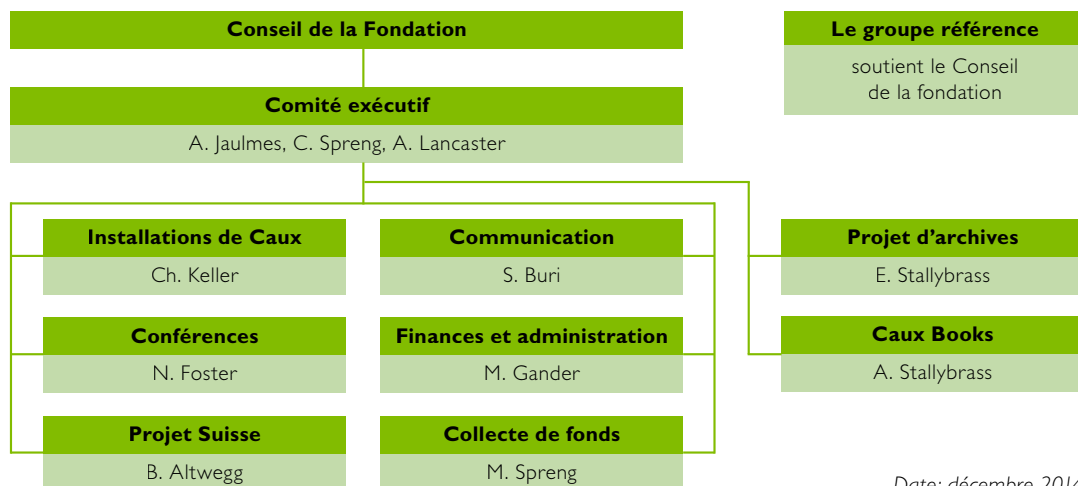 Conseil de la Fondation
Le groupe référence
soutient le Conseil
de la fondation
Comité exécutif
A. Jaulmes, C. Spreng, A. Lancaster
Installations de Caux
Ch. Keller
Communication
S. Buri
Projet d'archives
E. Stallybrass
Conférences
N. Foster
Finances et administration
M. Gander
Caux Books
A. Stallybrass
Projet Suisse
B. Altwegg
Collecte de fonds
M. Spreng
Date: décembre